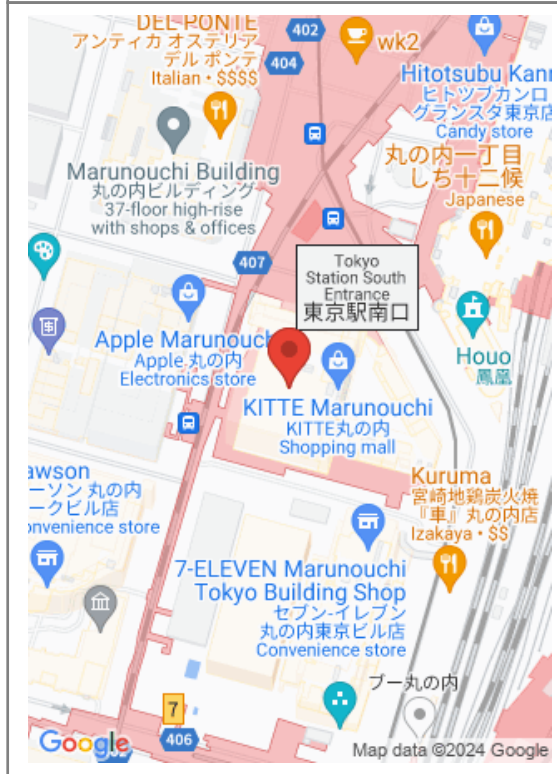 DEL PONTE
アンティカ オステリア
デル ポンテ
Italian • $$$$
402
404
wk2
Hitotsubu Kan
ヒトツブカンロ
グランスタ東京店
Candy store
Marunouchi Building
丸の内ビルディング
37-floor high-rise
with shops & offices
丸の内一丁目
しち十二候
Japanese
407
Tokyo
Station South
Entrance
東京駅南口
Apple Marunouch
Apple 丸の内
Electronics store
Houo
鳳凰
KITTE Marunouchi
KITTE丸の内
Shopping mall
awson
ーソン 丸の内
ークビル店
onvenience store
Kuruma
宮崎地鶏炭火焼
『車』丸の内店
Izakaya • $$
7-ELEVEN Marunouchi
Tokyo Building Shop
セブン-イレブン
丸の内東京ビル店
Convenience store
ブー丸の内
7
406
Google
Map data ©2024 Google